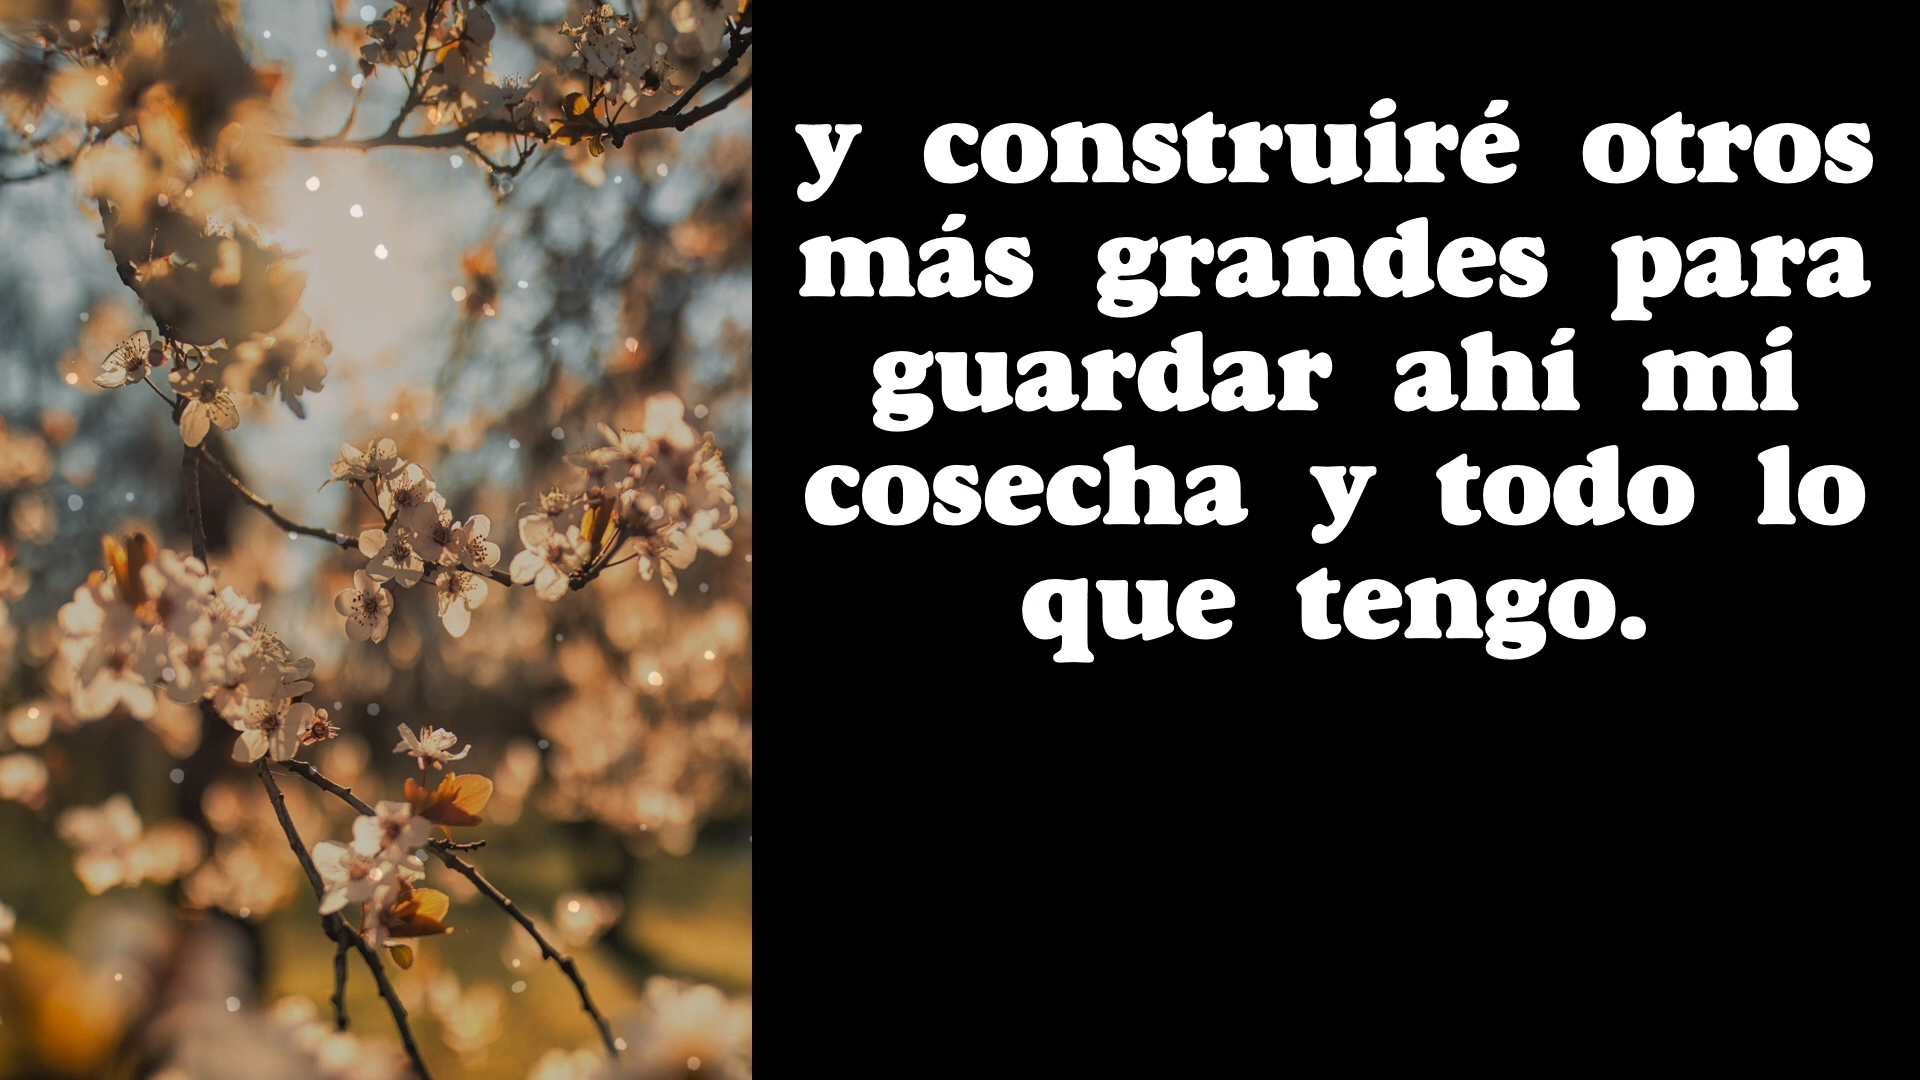 y construiré otros
más grandes para
guardar ahí mi
cosecha y todo lo
que tengo.